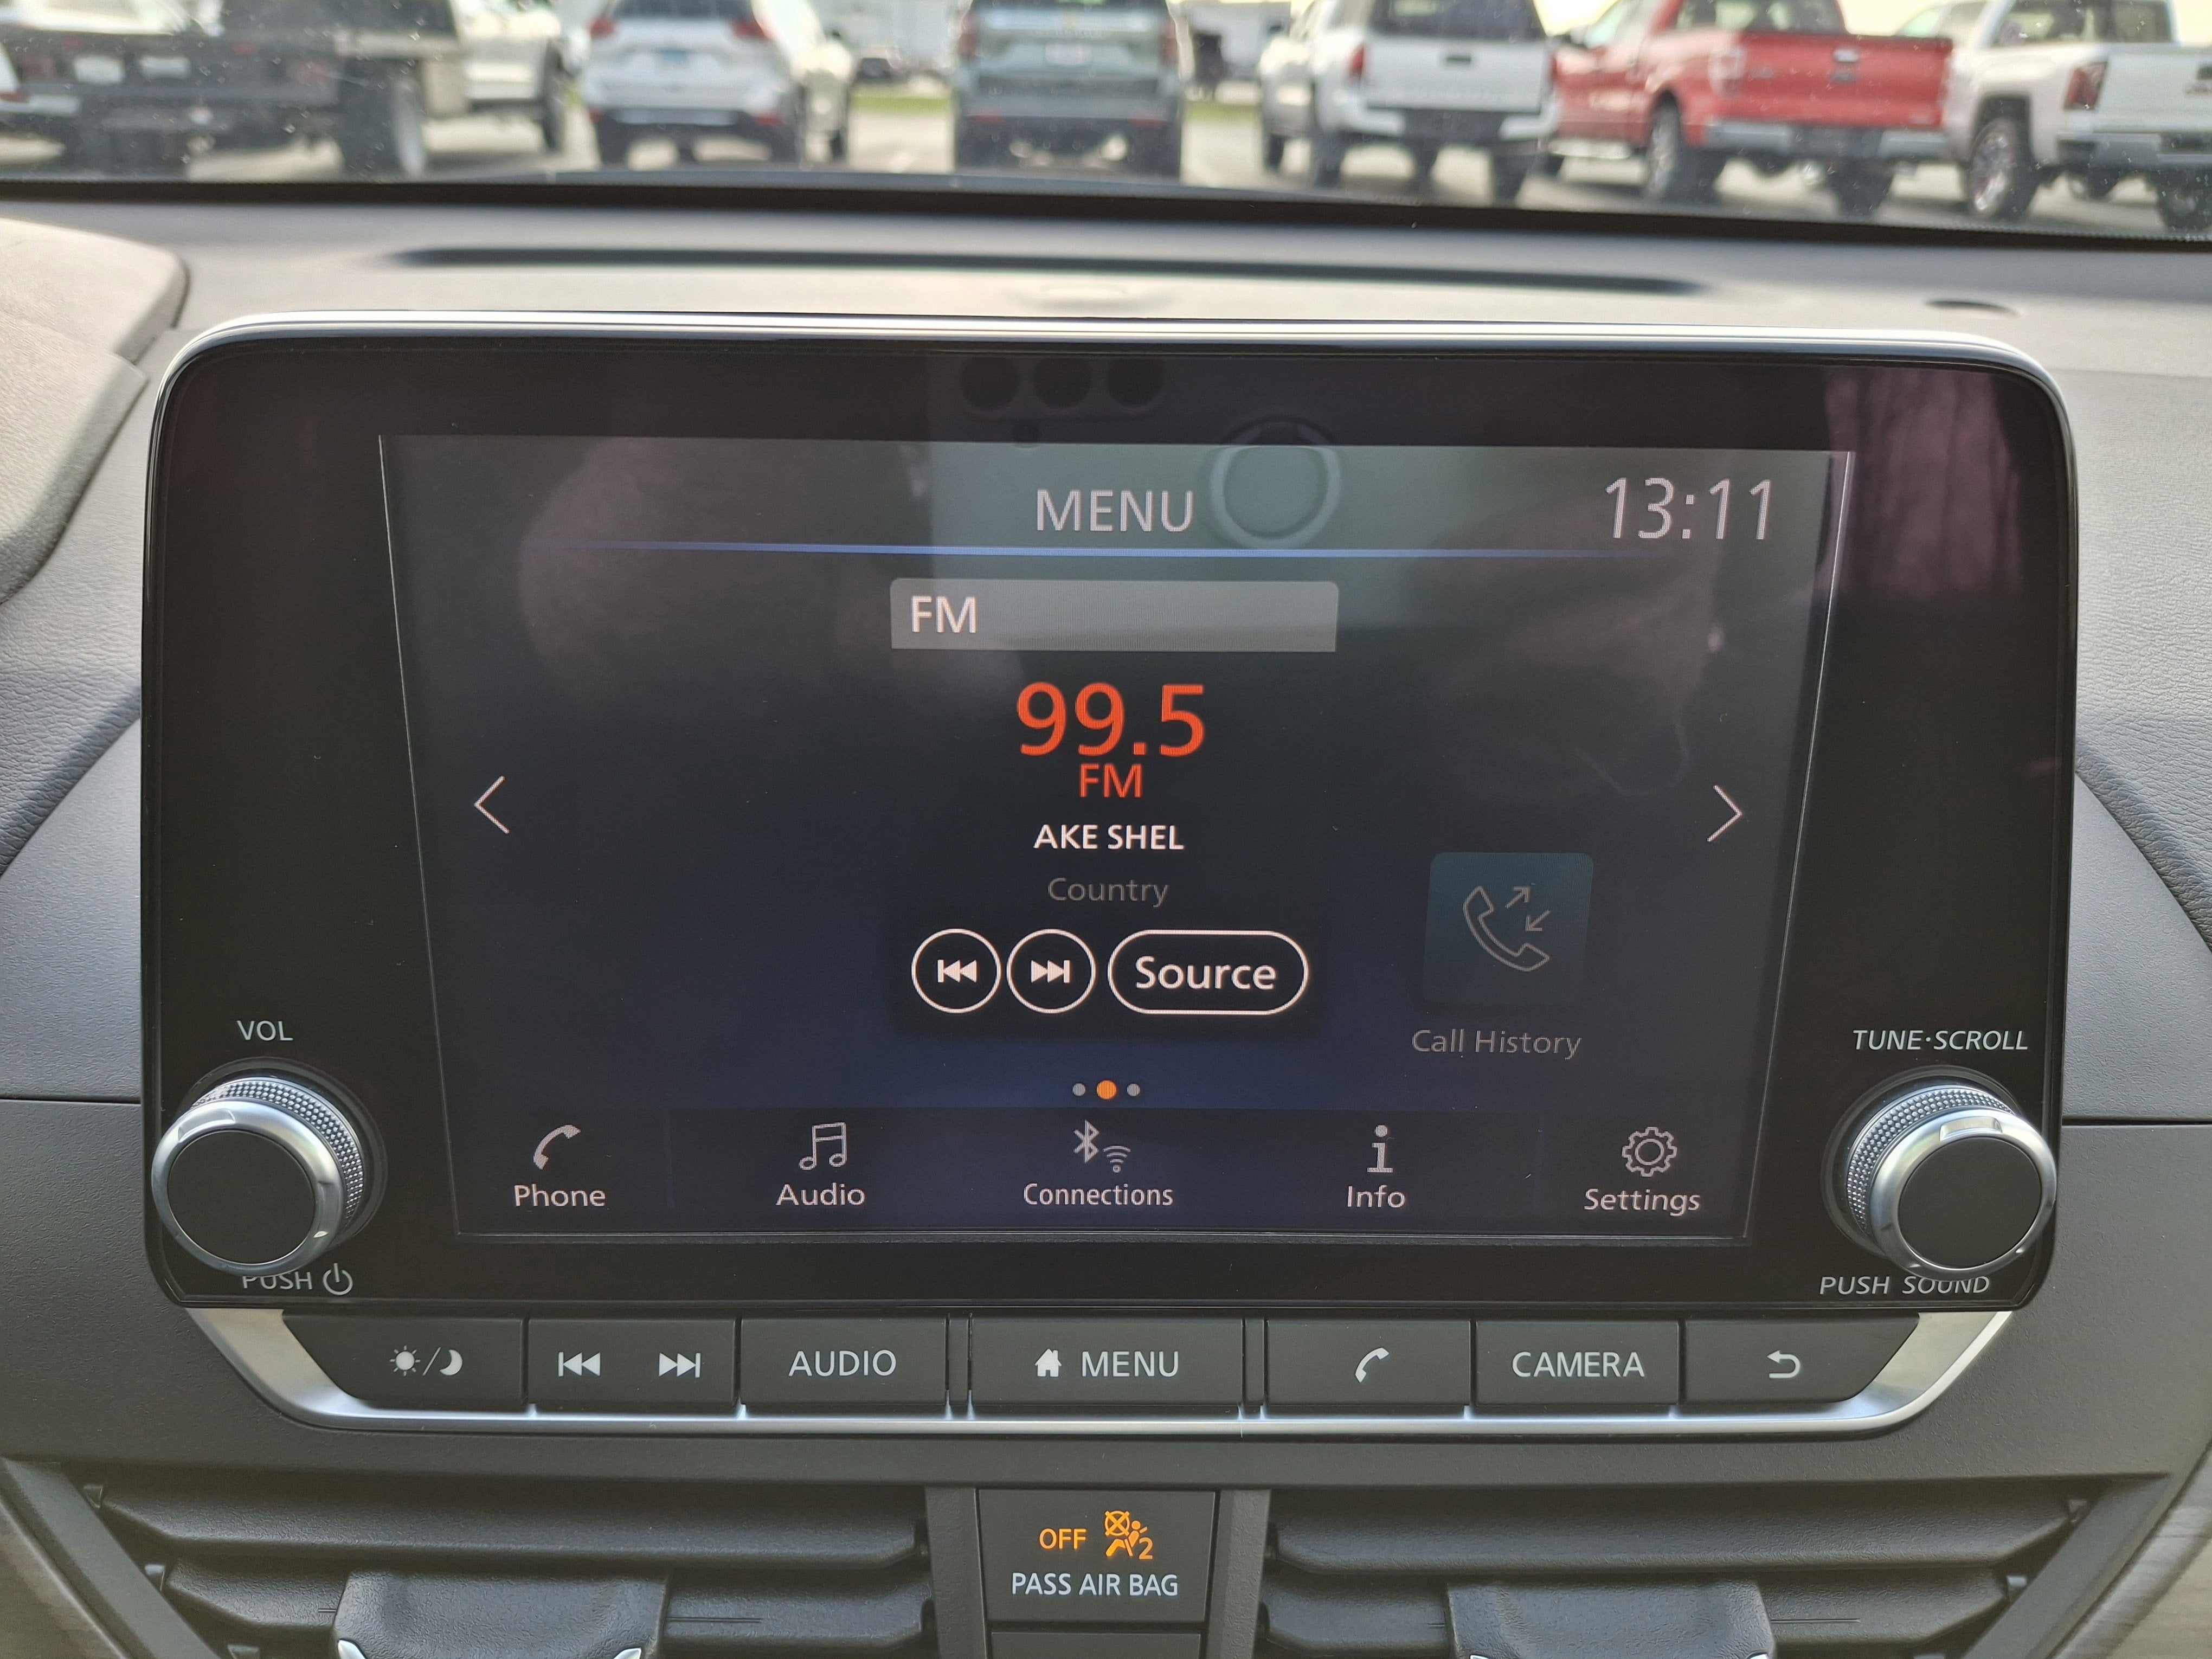 MENU
13:11
FM
99.5
FM
AKE SHEL
Country
Source
Call History
Phone
Audio
Connections
Info
Settings
VOL
PUSH
TUNE·SCROLL
PUSH SOUND
AUDIO
MENU
CAMERA
OFF 2
PASS AIR BAG